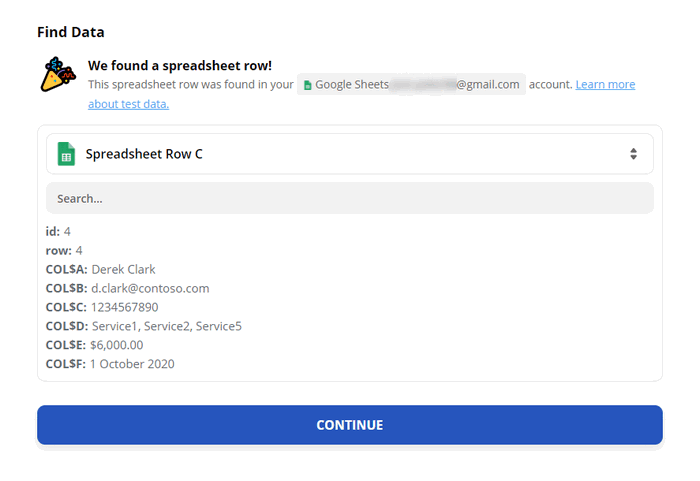 Find Data
We found a spreadsheet row!
This spreadsheet row was found in your Google Sheets @gmail.com account. Learn more
about test data.
Spreadsheet Row C
Search...
id: 4
row: 4
COL$A: Derek Clark
COL$B: d.clark@contoso.com
COL$C: 1234567890
COL$D: Service1, Service2, Service5
COL$E: $6,000.00
COL$F: 1 October 2020
CONTINUE